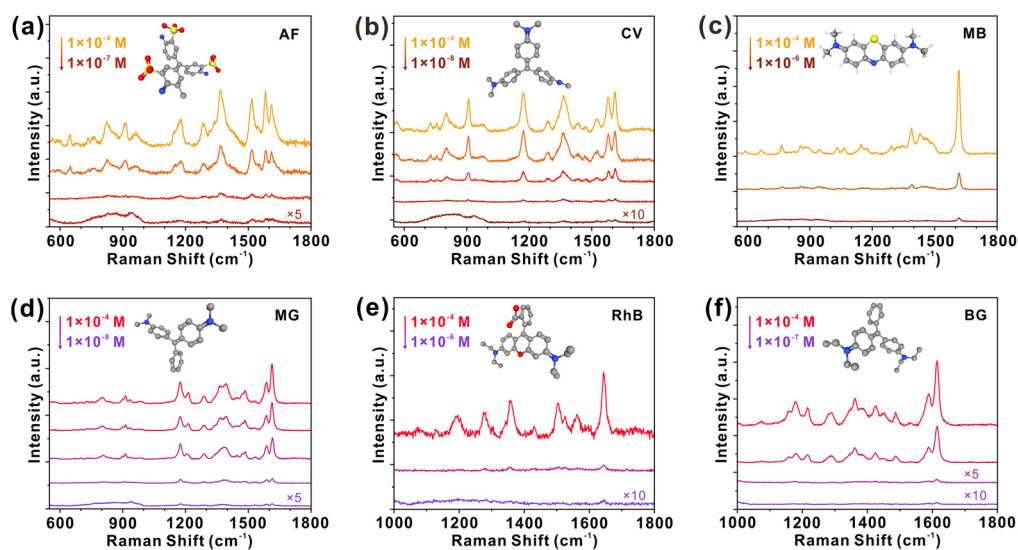 (a)
AF
1×10⁻⁴ M
1×10⁻⁷ M
×5
Intensity (a.u.)
600 900 1200 1500 1800
Raman Shift (cm⁻¹)
(b)
CV
1×10⁻⁴ M
1×10⁻⁸ M
×10
Intensity (a.u.)
600 900 1200 1500 1800
Raman Shift (cm⁻¹)
(c)
MB
1×10⁻⁴ M
1×10⁻⁶ M
Intensity (a.u.)
600 900 1200 1500 1800
Raman Shift (cm⁻¹)
(d)
MG
1×10⁻⁴ M
1×10⁻⁸ M
×5
Intensity (a.u.)
600 900 1200 1500 1800
Raman Shift (cm⁻¹)
(e)
RhB
1×10⁻⁴ M
1×10⁻⁶ M
×10
Intensity (a.u.)
1000 1200 1400 1600 1800
Raman Shift (cm⁻¹)
(f)
BG
1×10⁻⁴ M
1×10⁻⁷ M
×5
×10
Intensity (a.u.)
1000 1200 1400 1600 1800
Raman Shift (cm⁻¹)